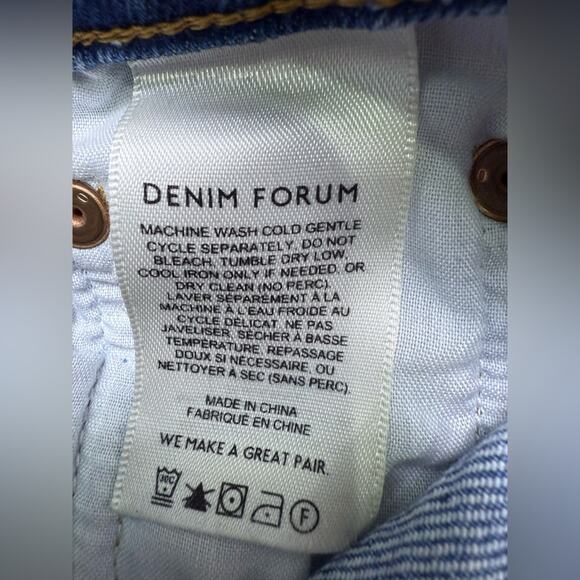 DENIM FORUM
MACHINE WASH COLD GENTLE
CYCLE SEPARATELY. DO NOT
BLEACH. TUMBLE DRY LOW.
COOL IRON ONLY IF NEEDED. OR
DRY CLEAN (NO PERC).
LAVER SÉPARÉMENT À LA
MACHINE À L'EAU FROIDE AU
CYCLE DÉLICAT. NE PAS
JAVELISER. SÉCHER À BASSE
TEMPÉRATURE. REPASSAGE
DOUX SI NÉCESSAIRE, OU
NETTOYER À SEC (SANS PERC).
MADE IN CHINA
FABRIQUÉ EN CHINE
WE MAKE A GREAT PAIR.
30C F